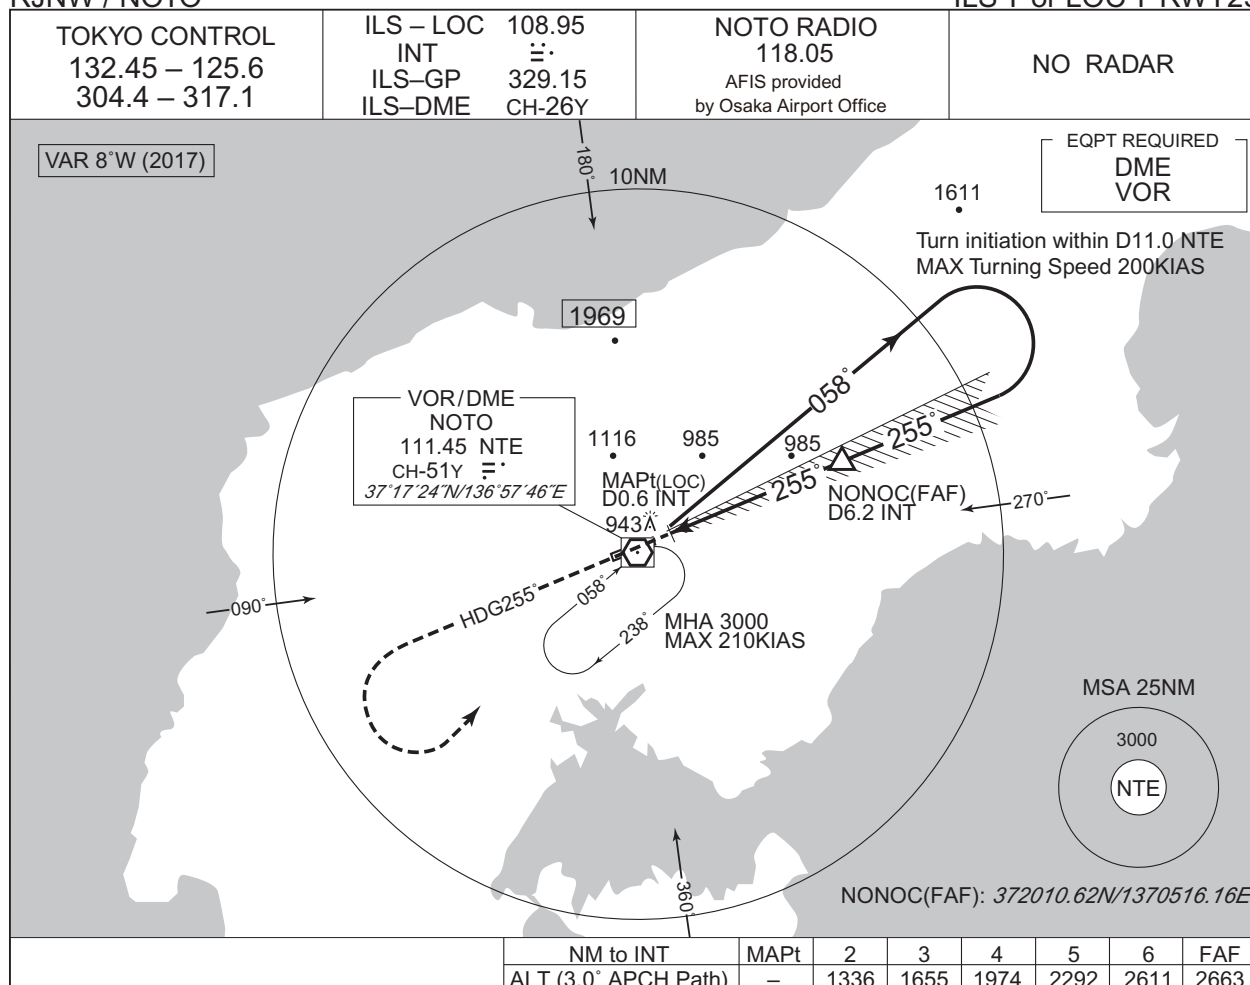 RJNW / NOTO
TOKYO CONTROL
132.45 – 125.6
304.4 – 317.1
ILS – LOC 108.95
INT
ILS–GP 329.15
ILS–DME CH-26Y
NOTO RADIO
118.05
AFIS provided
by Osaka Airport Office
NO RADAR
VAR 8°W (2017)
180°
10NM
EQPT REQUIRED
DME
VOR
1611
Turn initiation within D11.0 NTE
MAX Turning Speed 200KIAS
1969
058°
VOR/DME
NOTO
111.45 NTE
CH-51Y
37°17′24″N/136°57′46″E
1116
985
985
255°
255°
MAPt(LOC)
D0.6 INT
NONOC(FAF)
D6.2 INT
270°
943
090°
HDG255°
058°
238°
MHA 3000
MAX 210KIAS
MSA 25NM
3000
NTE
360°
NONOC(FAF): 372010.62N/1370516.16E
NM to INT MAPt 2 3 4 5 6 FAF
ALT (3.0° APCH Path) – 1336 1655 1974 2292 2611 2663